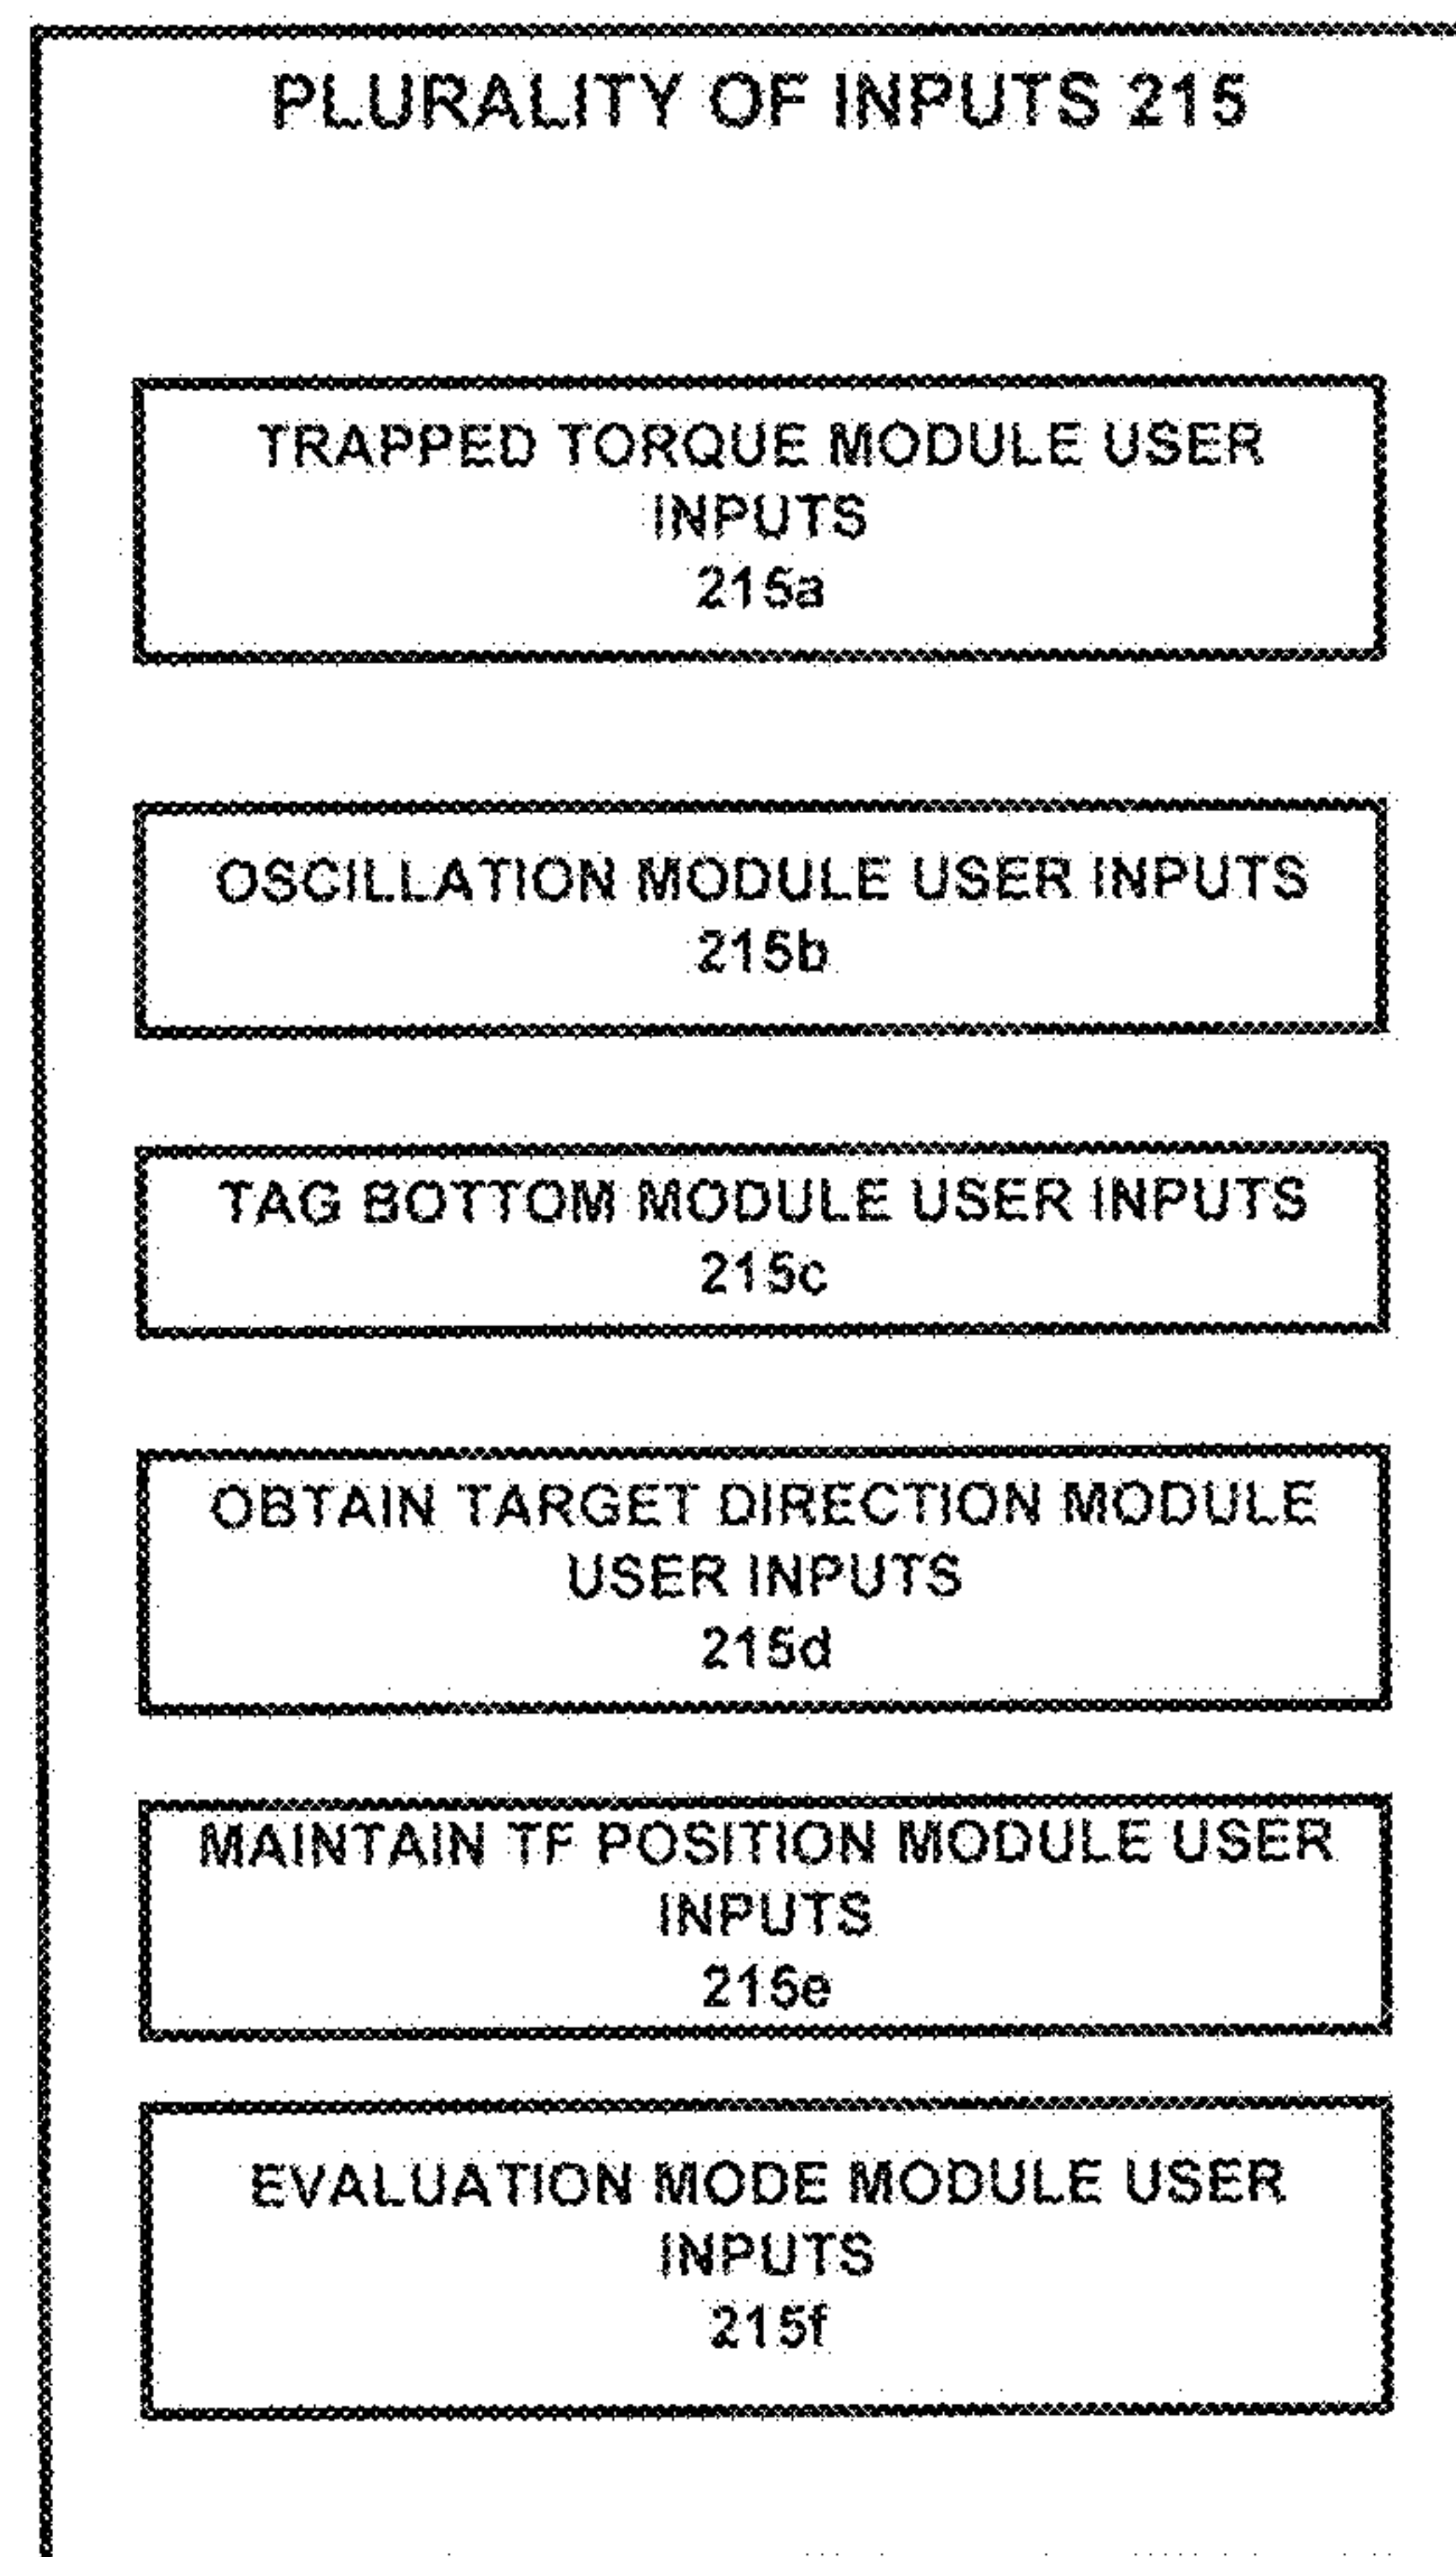 PLURALITY OF INPUTS 215
TRAPPED TORQUE MODULE USER
INPUTS
215a
OSCILLATION MODULE USER INPUTS
215b
TAG BOTTOM MODULE USER INPUTS
215c
OBTAIN TARGET DIRECTION MODULE
USER INPUTS
215d
MAINTAIN TF POSITION MODULE USER
INPUTS
215e
EVALUATION MODE MODULE USER
INPUTS
215f